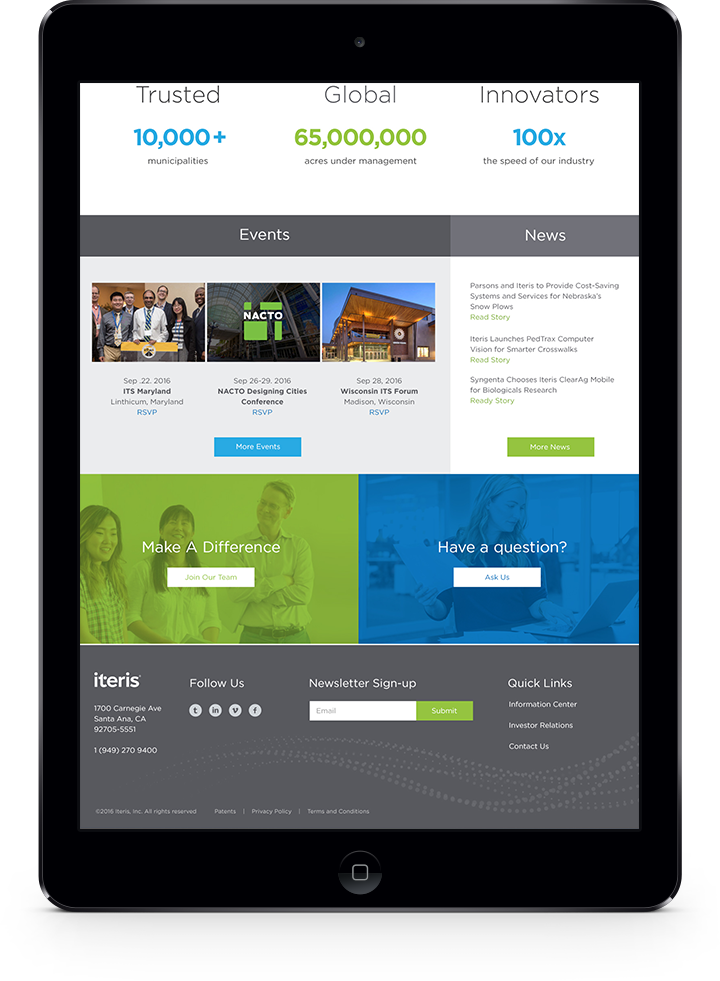 Trusted
Global
Innovators
10,000+
65,000,000
100x
municipalities
acres under management
the speed of our industry
Events
News
NACTO
Sep .22. 2016
ITS Maryland
Linthicum, Maryland
RSVP
Sep 26-29. 2016
NACTO Designing Cities
Conference
RSVP
Sep 28, 2016
Wisconsin ITS Forum
Madison, Wisconsin
RSVP
More Events
Parsons and Iteris to Provide Cost-Saving
Systems and Services for Nebraska's
Snow Plows
Read Story
Iteris Launches PedTrax Computer
Vision for Smarter Crosswalks
Read Story
Syngenta Chooses Iteris ClearAg Mobile
for Biologicals Research
Ready Story
More News
Make A Difference
Join Our Team
Have a question?
Ask Us
iteris
1700 Carnegie Ave
Santa Ana, CA
92705-5551
1 (949) 270 9400
Follow Us
Newsletter Sign-up
Email
Submit
Quick Links
Information Center
Investor Relations
Contact Us
©2016 Iteris, Inc. All rights reserved
Patents | Privacy Policy | Terms and Conditions